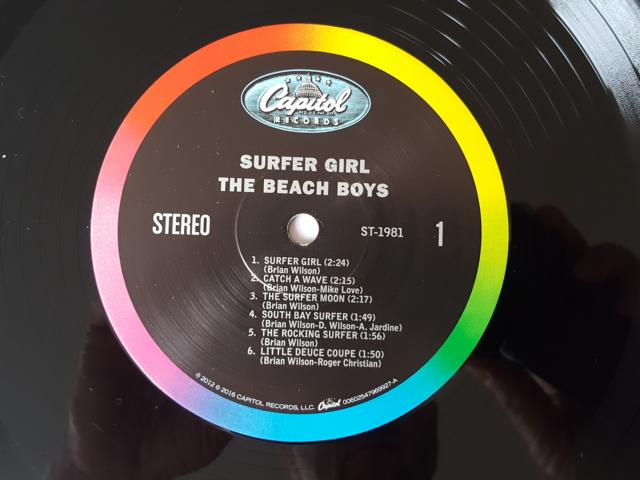 Capitol
RECORDS
SURFER GIRL
THE BEACH BOYS
STEREO
ST-1981
1
1. SURFER GIRL (2:24)
(Brian Wilson)
2. CATCH A WAVE (2:15)
(Brian Wilson-Mike Love)
3. THE SURFER MOON (2:17)
(Brian Wilson)
4. SOUTH BAY SURFER (1:49)
(Brian Wilson-D. Wilson-A. Jardine)
5. THE ROCKING SURFER (1:56)
(Brian Wilson)
6. LITTLE DEUCE COUPE (1:50)
(Brian Wilson-Roger Christian)
℗ 2012 © 2016 CAPITOL RECORDS, LLC. Capitol 00602547969927-A